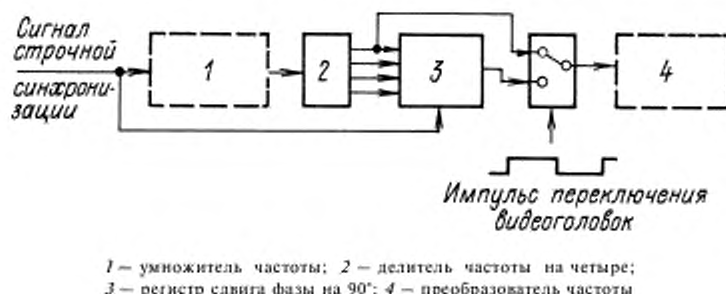 Сигнал
строчной
синхрони-
зации
1
2
3
4
Импульс переключения
видеоголовок
1 — умножитель частоты; 2 — делитель частоты на четыре;
3 — регистр сдвига фазы на 90°; 4 — преобразователь частоты